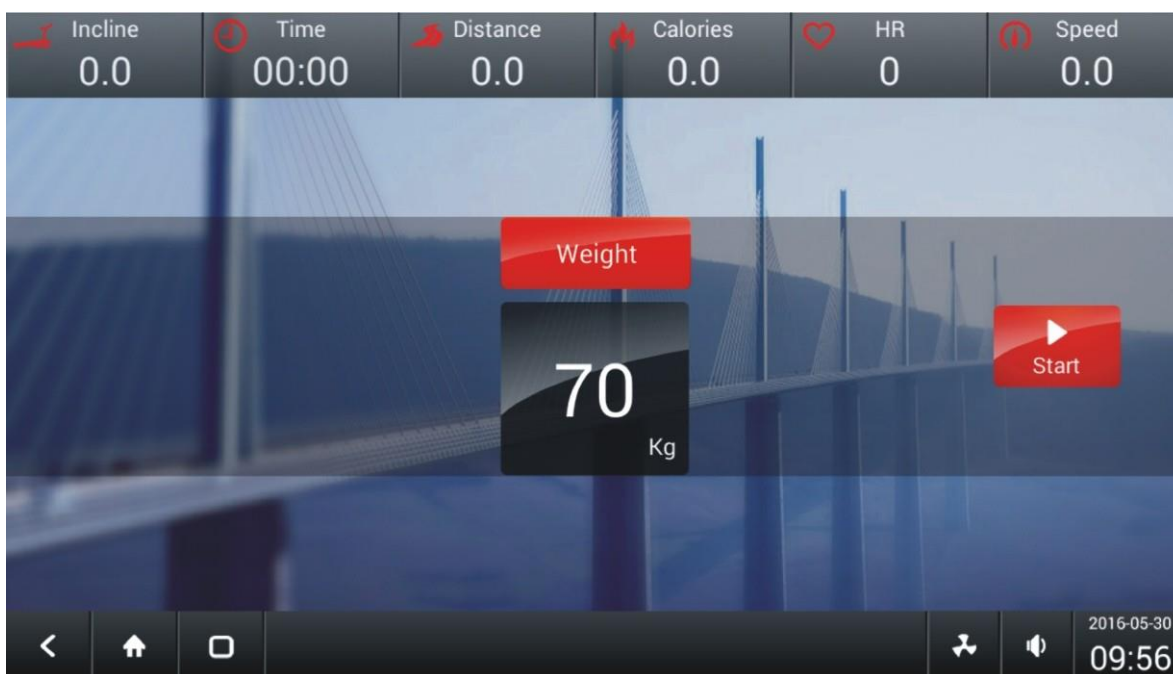 Incline Time Distance Calories HR Speed
0.0 00:00 0.0 0.0 0 0.0
Weight
70
Kg
Start
2016-05-30
09:56